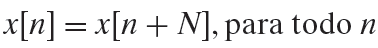 x[n] = x[n + N], para todo n